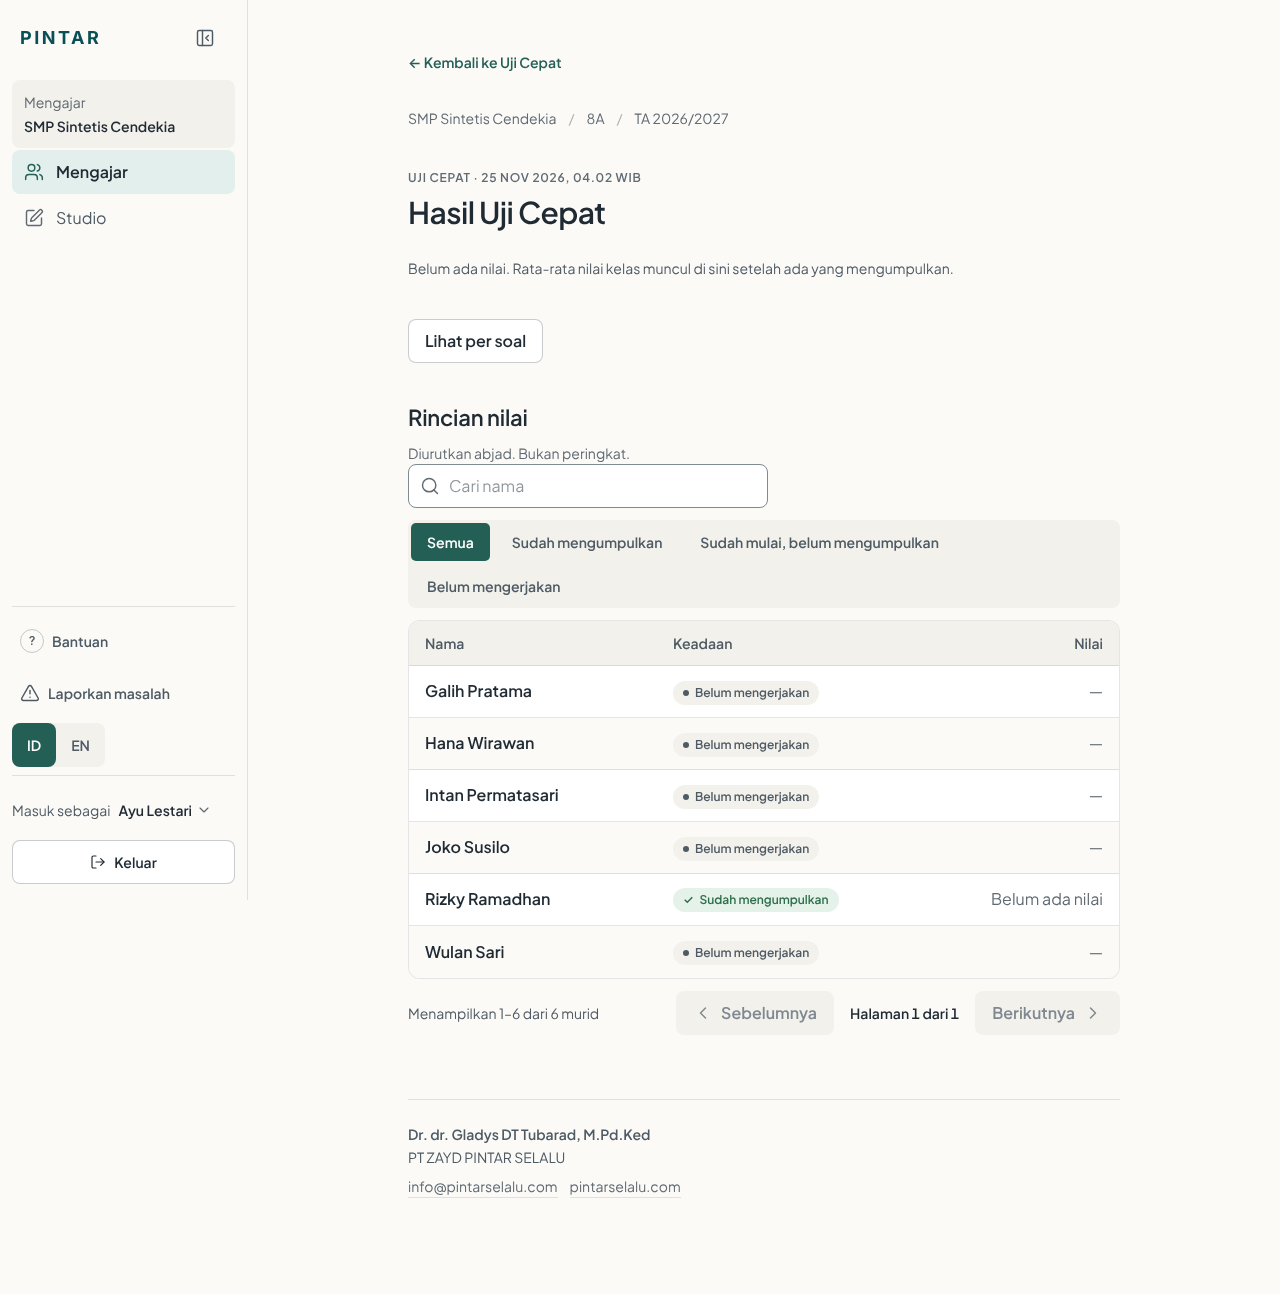 PINTAR
Mengajar
SMP Sintetis Cendekia
Mengajar
Studio
? Bantuan
Laporkan masalah
ID EN
Masuk sebagai Ayu Lestari
Keluar
← Kembali ke Uji Cepat
SMP Sintetis Cendekia / 8A / TA 2026/2027
UJI CEPAT · 25 NOV 2026, 04.02 WIB
Hasil Uji Cepat
Belum ada nilai. Rata-rata nilai kelas muncul di sini setelah ada yang mengumpulkan.
Lihat per soal
Rincian nilai
Diurutkan abjad. Bukan peringkat.
Cari nama
Semua Sudah mengumpulkan Sudah mulai, belum mengumpulkan
Belum mengerjakan
Nama Keadaan Nilai
Galih Pratama Belum mengerjakan —
Hana Wirawan Belum mengerjakan —
Intan Permatasari Belum mengerjakan —
Joko Susilo Belum mengerjakan —
Rizky Ramadhan Sudah mengumpulkan Belum ada nilai
Wulan Sari Belum mengerjakan —
Menampilkan 1–6 dari 6 murid Sebelumnya Halaman 1 dari 1 Berikutnya
Dr. dr. Gladys DT Tubarad, M.Pd.Ked
PT ZAYD PINTAR SELALU
info@pintarselalu.com pintarselalu.com